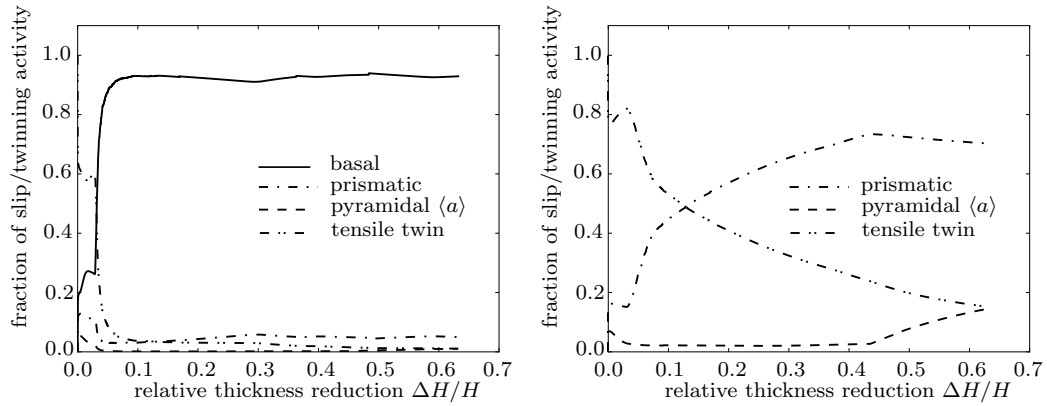 fraction of slip/twinning activity
1.0
0.8
0.6
0.4
0.2
0.0
basal
prismatic
pyramidal ⟨a⟩
tensile twin
0.0 0.1 0.2 0.3 0.4 0.5 0.6 0.7
relative thickness reduction ΔH/H
fraction of slip/twinning activity
1.0
0.8
0.6
0.4
0.2
0.0
prismatic
pyramidal ⟨a⟩
tensile twin
0.0 0.1 0.2 0.3 0.4 0.5 0.6 0.7
relative thickness reduction ΔH/H